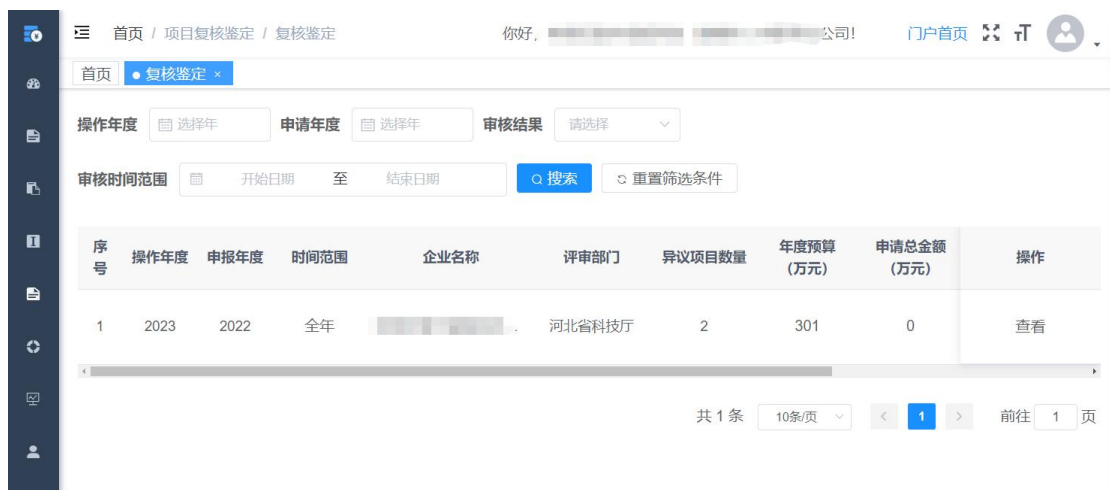 首页 / 项目复核鉴定 / 复核鉴定 你好, 公司! 门户首页
首页 复核鉴定 ×
操作年度 选择年 申请年度 选择年 审核结果 请选择
审核时间范围 开始日期 至 结束日期 搜索 重置筛选条件
序号 操作年度 申报年度 时间范围 企业名称 评审部门 异议项目数量 年度预算(万元) 申请总金额(万元) 操作
1 2023 2022 全年 河北省科技厅 2 301 0 查看
共 1 条 10条/页 < 1 > 前往 1 页